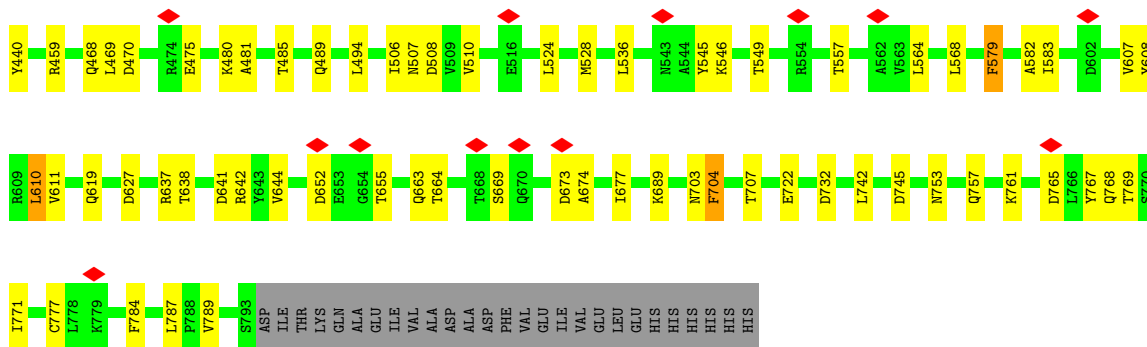 Y440 R459 Q468 L469 D470 R474 E475 K480 A481 T485 Q489 L494 I506 N507 D508 V509 V510 E516 L524 M528 L536 N543 A544 Y545 K546 T549 R554 T557 A562 V563 L564 L568 F579 A582 I583 D602 V607 Y608
R609 L610 V611 Q619 D627 R637 T638 D641 R642 Y643 V644 D652 E653 G654 T655 Q663 T664 T668 S669 Q670 D673 A674 I677 K689 N703 F704 T707 E722 D732 L742 D745 N753 Q757 K761 D765 L766 Y767 Q768 T769 S770
I771 C777 L778 K779 F784 L787 P788 V789 S793 ASP ILE THR LYS GLN ALA GLU ILE VAL ALA ASP ALA ASP PHE VAL GLU ILE VAL GLU LEU GLU HIS HIS HIS HIS HIS HIS